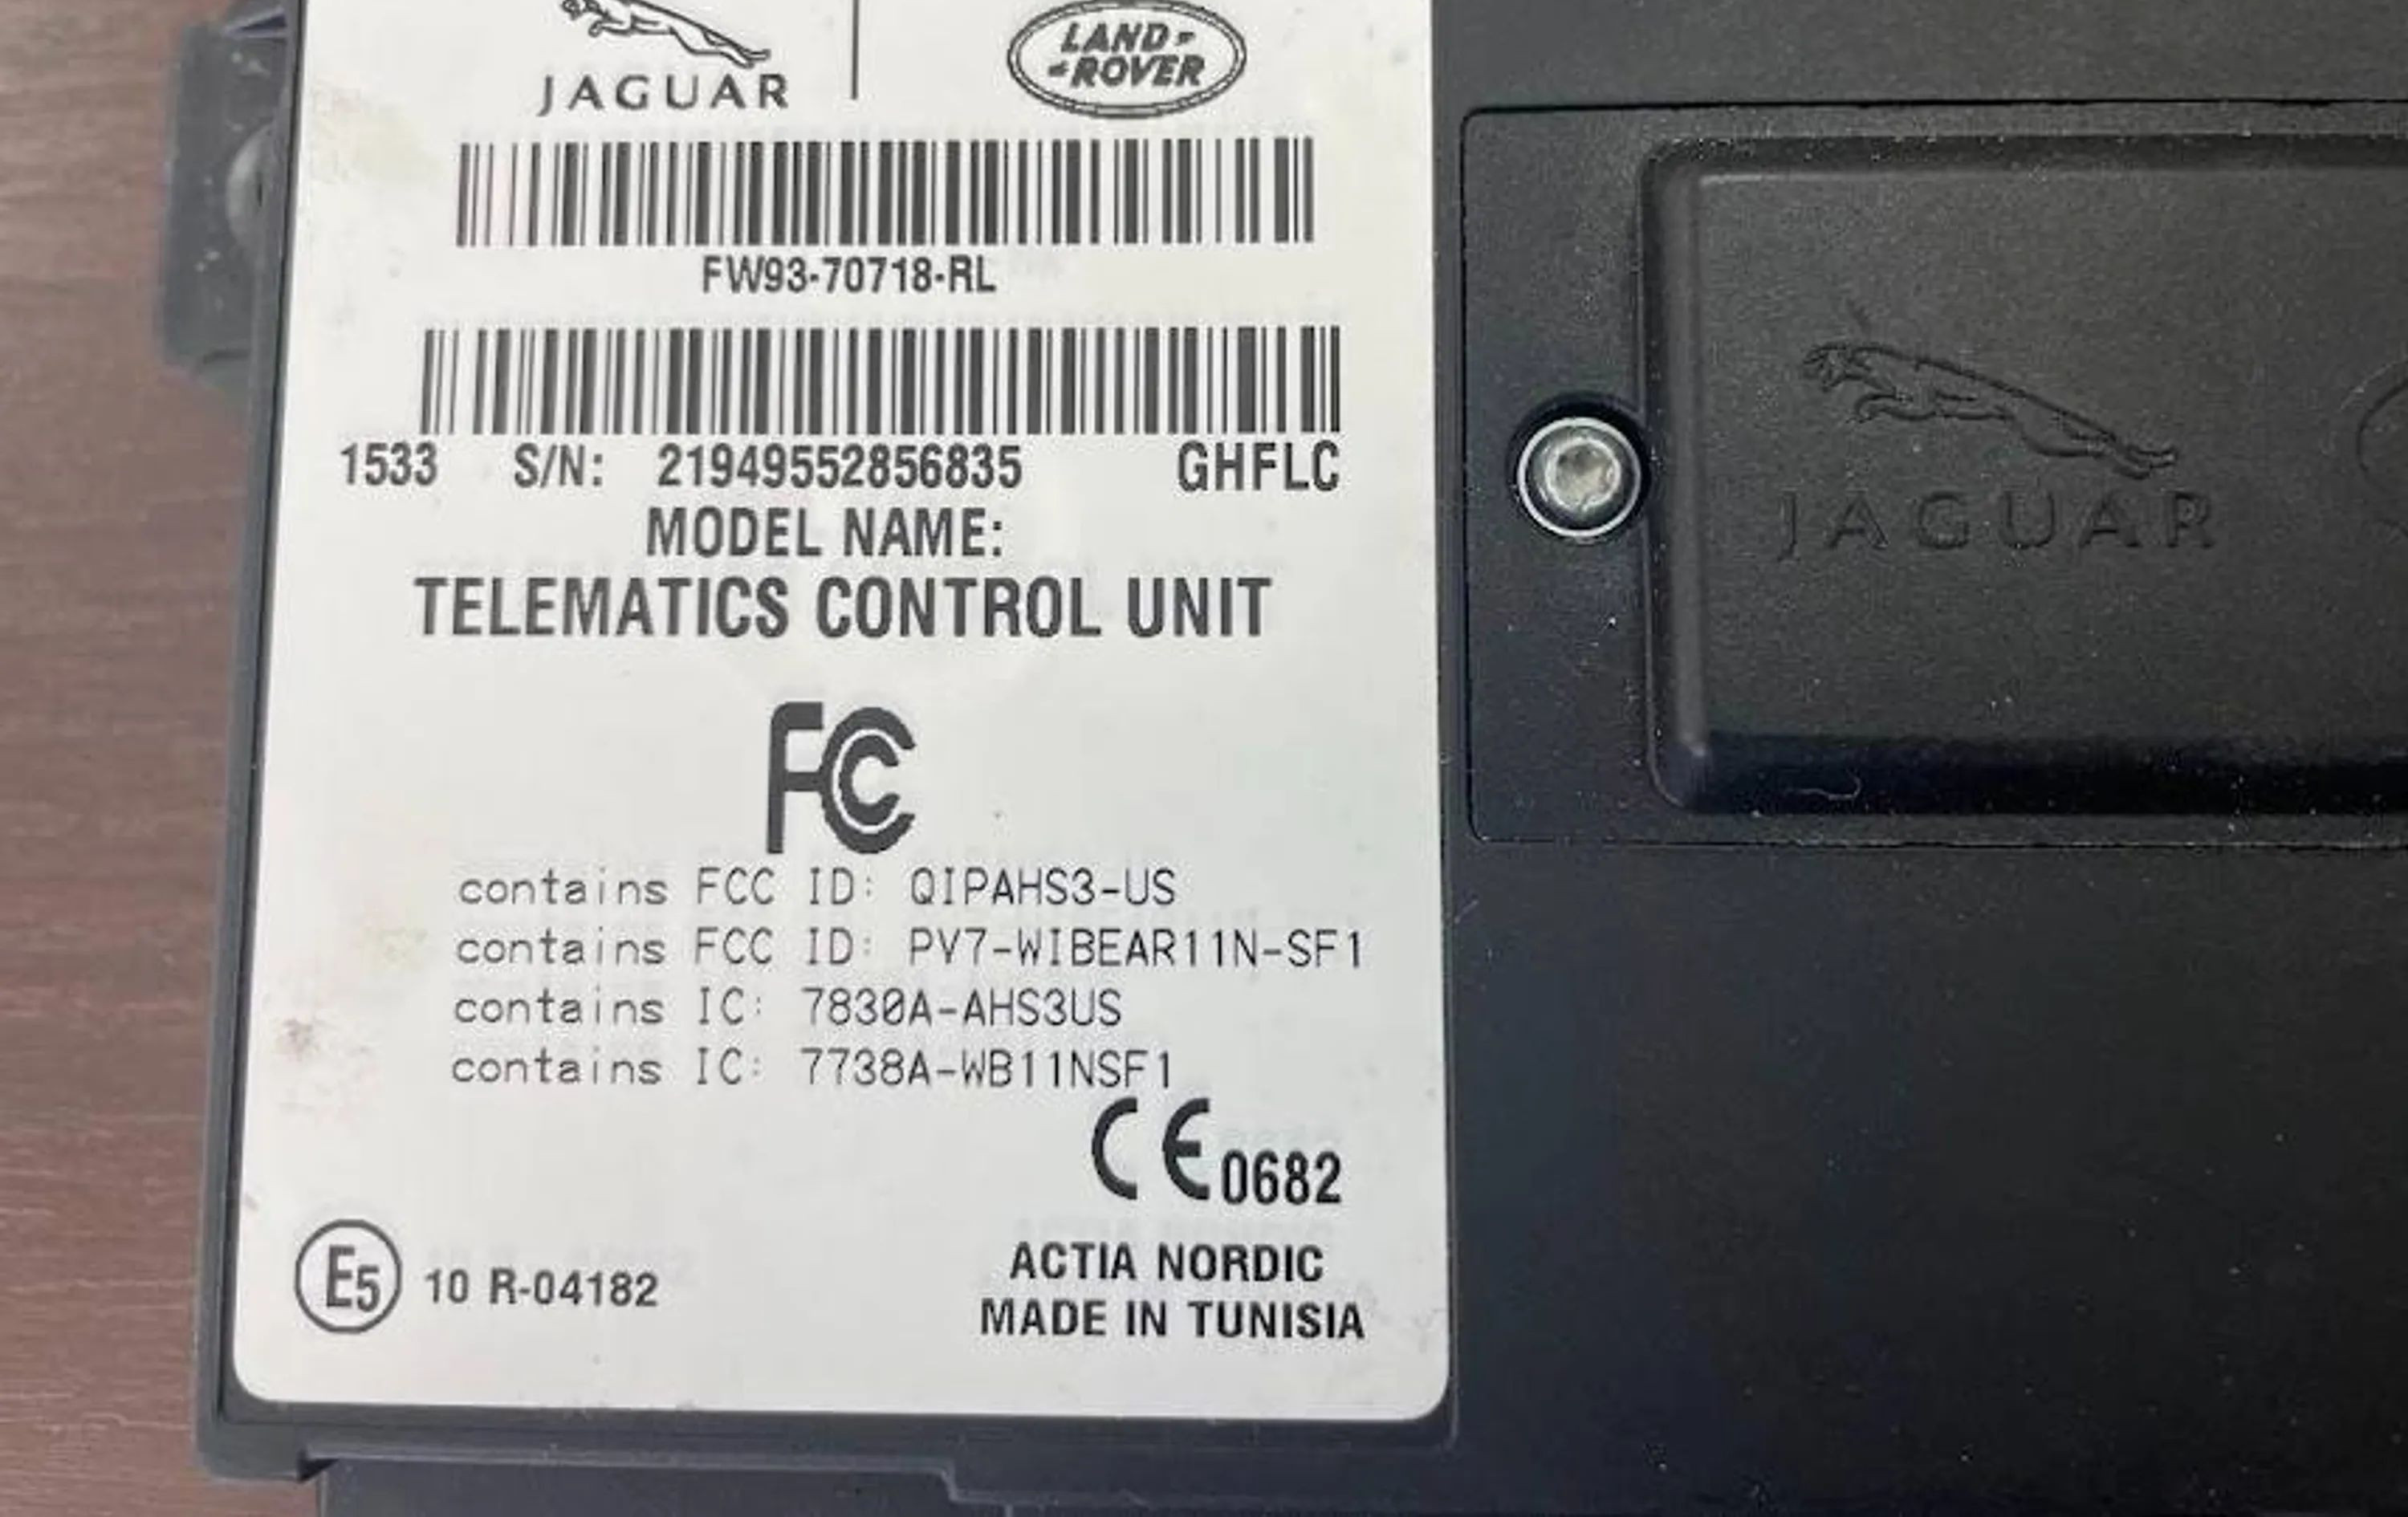 JAGUAR
LAND-
-ROVER
FW93-70718-RL
1533 S/N: 21949552856835 GHFLC
MODEL NAME:
TELEMATICS CONTROL UNIT
FC
contains FCC ID: QIPAHS3-US
contains FCC ID: PV7-WIBEAR11N-SF1
contains IC: 7830A-AHS3US
contains IC: 7738A-WB11NSF1
CE 0682
E5 10 R-04182
ACTIA NORDIC
MADE IN TUNISIA
JAGUAR